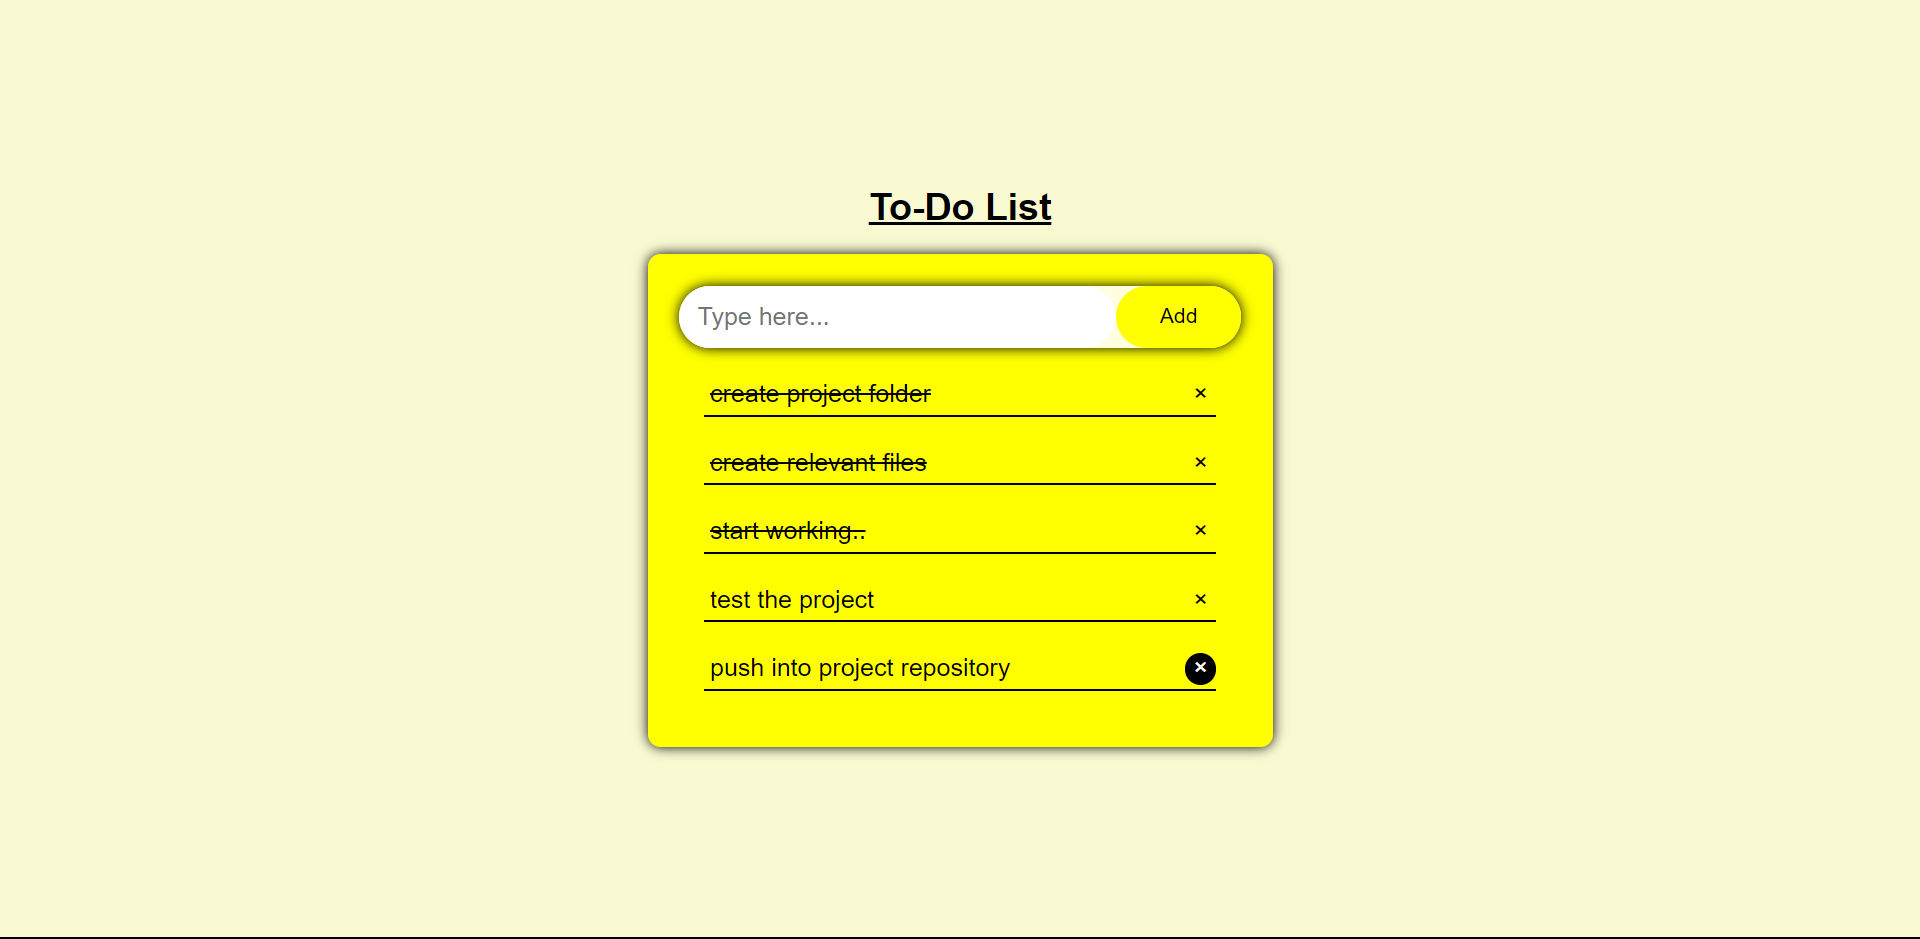 To-Do List
Type here...
Add
create project folder ×
create relevant files ×
start working.. ×
test the project ×
push into project repository ×